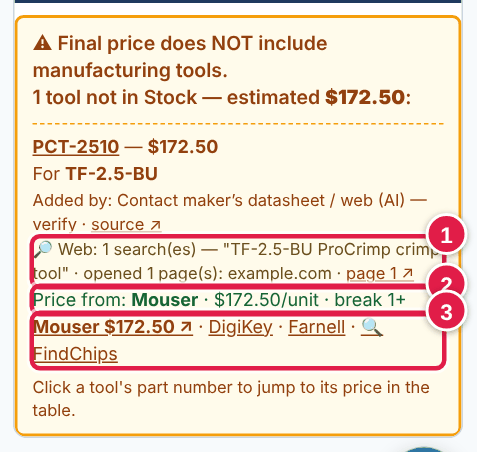 ⚠ Final price does NOT include
manufacturing tools.
1 tool not in Stock — estimated $172.50:
PCT-2510 — $172.50
For TF-2.5-BU
Added by: Contact maker’s datasheet / web (AI) —
verify · source ↗
🔎 Web: 1 search(es) — "TF-2.5-BU ProCrimp crimp
tool" · opened 1 page(s): example.com · page 1 ↗
1
Price from: Mouser · $172.50/unit · break 1+
2
Mouser $172.50 ↗ · DigiKey · Farnell · 🔍
FindChips
3
Click a tool's part number to jump to its price in the
table.